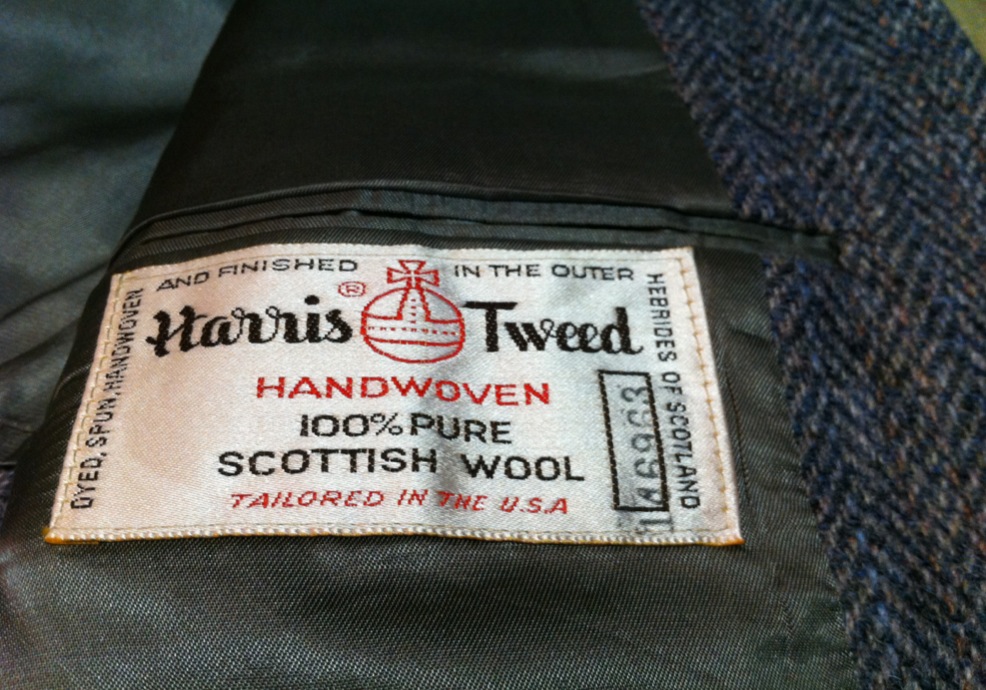 DYED, SPUN, HANDWOVEN
AND FINISHED
IN THE OUTER
HEBRIDES OF SCOTLAND
Harris ® Tweed
HANDWOVEN
100% PURE
SCOTTISH WOOL
TAILORED IN THE U.S.A